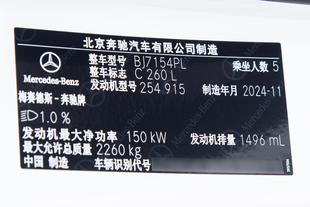 北京奔驰汽车有限公司制造
整车型号 BJ7154PL 乘坐人数 5
整车标志 C 260 L
发动机型号 254 915 制造年月 2024-11
Mercedes-Benz
梅赛德斯-奔驰牌
1.0 %
发动机最大净功率 150 kW 发动机排量 1496 mL
最大允许总质量 2260 kg
中国 制造 车辆识别代号